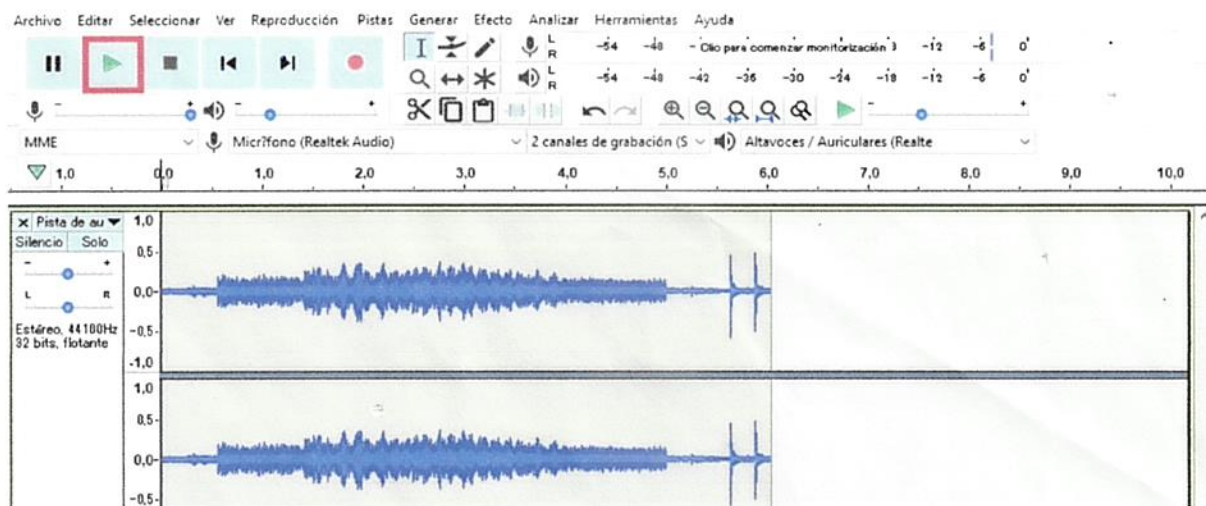 Archivo Editar Seleccionar Ver Reproducción Pistas Generar Efecto Analizar Herramientas Ayuda
L R -54 -48 - Clio para comenzar monitorización 3 -12 -6 0
L R -54 -48 -42 -36 -30 -24 -18 -12 -6 0
- + - + - +
MME Micr?fono (Realtek Audio) 2 canales de grabación (S Altavoces / Auriculares (Realte
1,0 0,0 1,0 2,0 3,0 4,0 5,0 6,0 7,0 8,0 9,0 10,0
X Pista de au 1,0
Silencio Solo
0,5-
- +
0,0-
L R
Estéreo, 44100Hz -0,5-
32 bits, flotante
-1,0
1,0
0,5-
0,0-
-0,5-